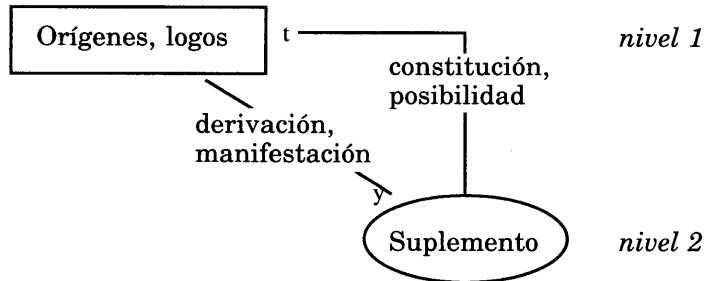 Orígenes, logos t nivel 1
constitución,
posibilidad
derivación,
manifestación
y
Suplemento nivel 2